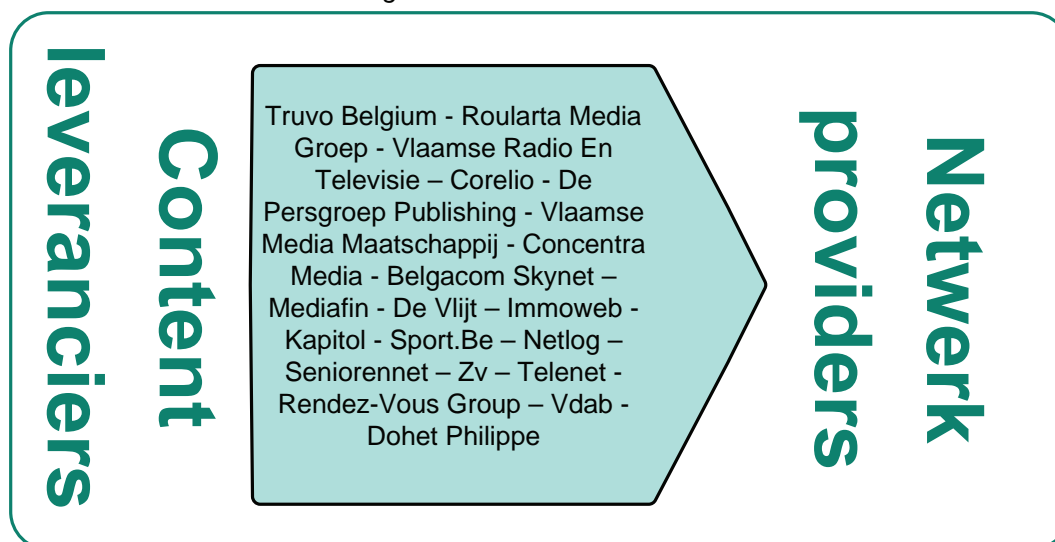 Content
leveranciers
Truvo Belgium - Roularta Media
Groep - Vlaamse Radio En
Televisie – Corelio - De
Persgroep Publishing - Vlaamse
Media Maatschappij - Concentra
Media - Belgacom Skynet –
Mediafin - De Vlijt – Immoweb -
Kapitol - Sport.Be – Netlog –
Seniorennet – Zv – Telenet -
Rendez-Vous Group – Vdab -
Dohet Philippe
Netwerk
providers